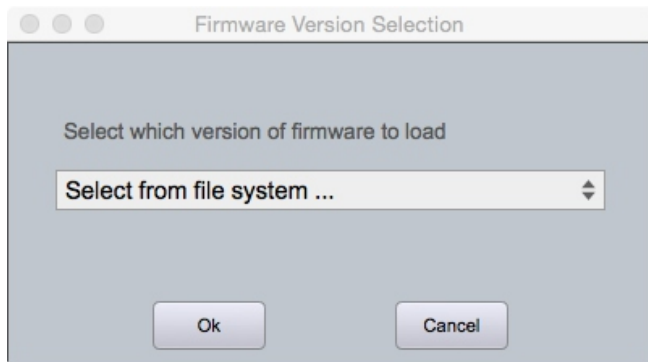 Firmware Version Selection
Select which version of firmware to load
Select from file system ...
Ok
Cancel